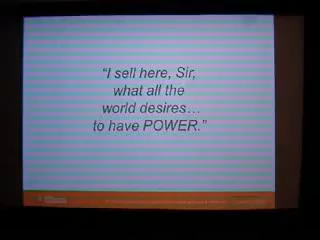 “I sell here, Sir,
what all the
world desires…
to have POWER.”